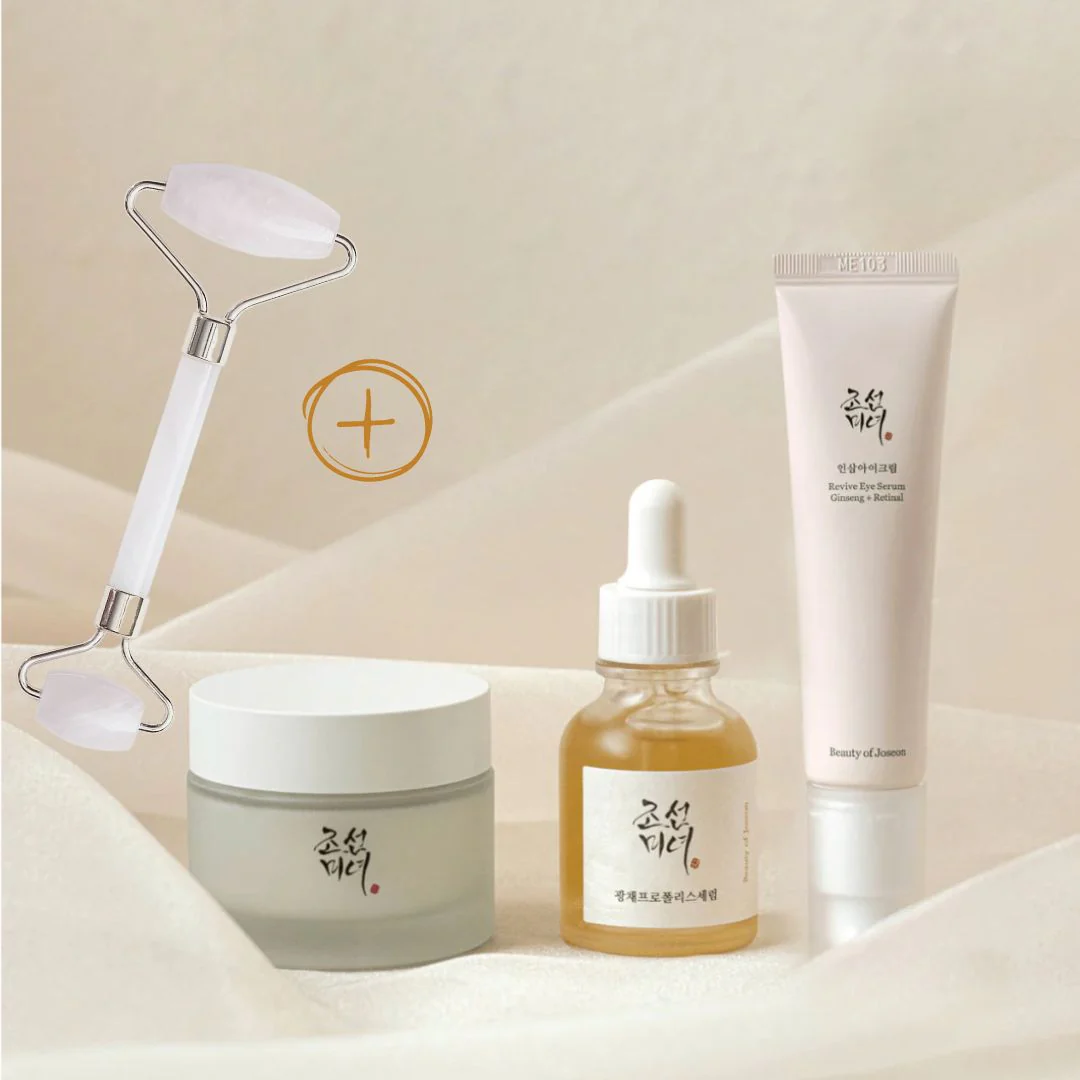 ME103
조선
미녀
인삼아이크림
Revive Eye Serum
Ginseng + Retinal
Beauty of Joseon
조선
미녀
조선
미녀
광채프로폴리스세럼
Beauty of Joseon